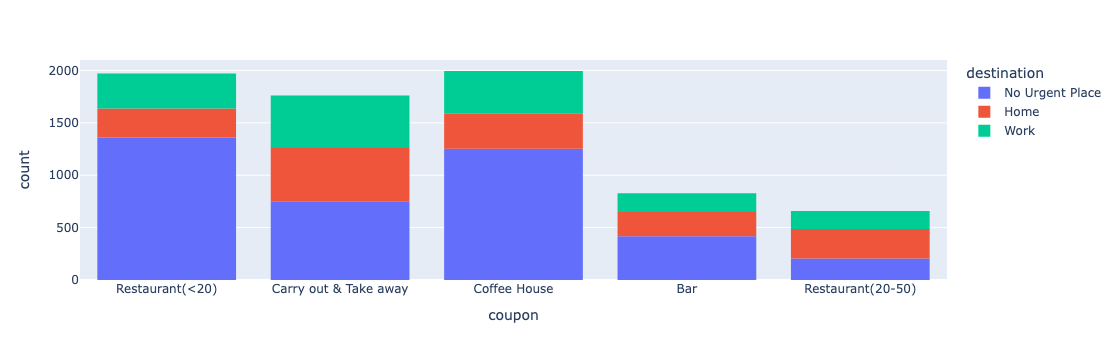 2000
1500
1000
500
0
count
Restaurant(<20)
Carry out & Take away
Coffee House
Bar
Restaurant(20-50)
coupon
destination
No Urgent Place
Home
Work